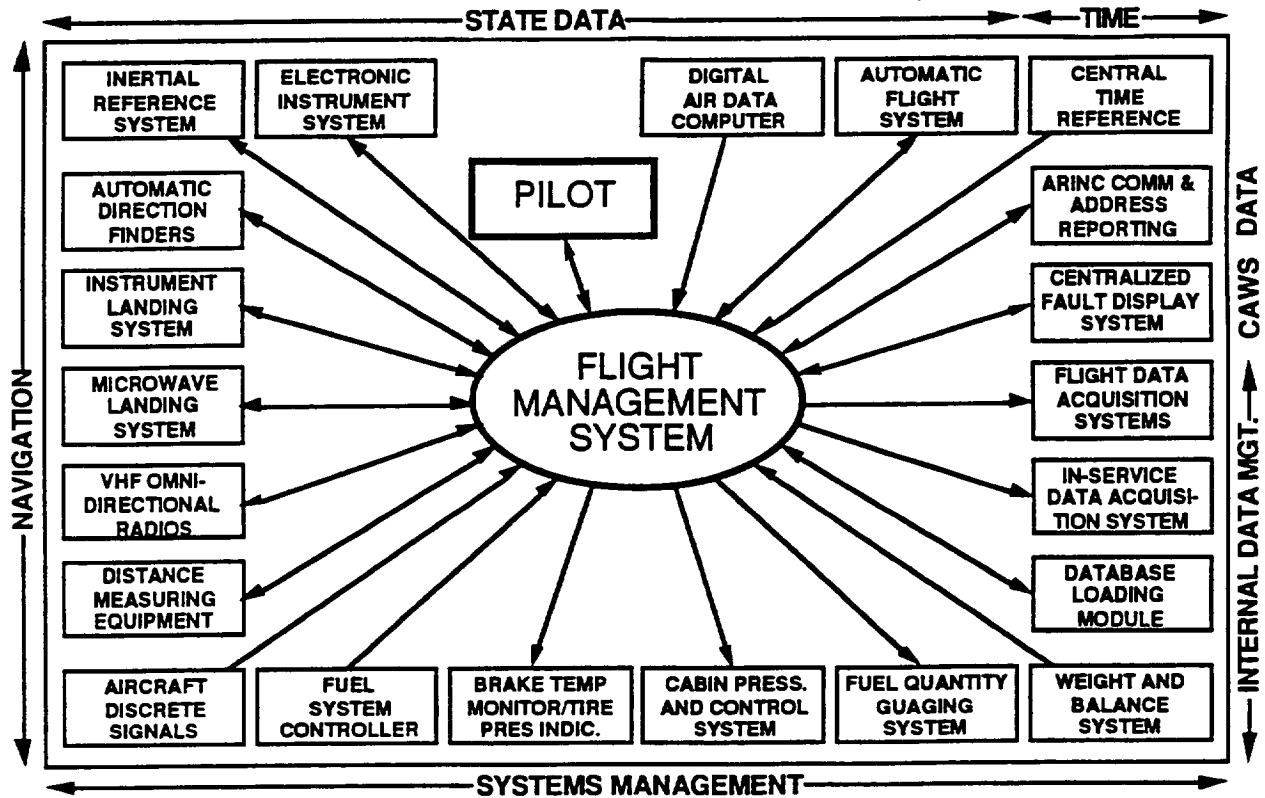 STATE DATA
TIME
INERTIAL
REFERENCE
SYSTEM
ELECTRONIC
INSTRUMENT
SYSTEM
DIGITAL
AIR DATA
COMPUTER
AUTOMATIC
FLIGHT
SYSTEM
CENTRAL
TIME
REFERENCE
PILOT
AUTOMATIC
DIRECTION
FINDERS
ARINC COMM &
ADDRESS
REPORTING
INSTRUMENT
LANDING
SYSTEM
CENTRALIZED
FAULT DISPLAY
SYSTEM
FLIGHT
MANAGEMENT
SYSTEM
MICROWAVE
LANDING
SYSTEM
FLIGHT DATA
ACQUISITION
SYSTEMS
VHF OMNI-
DIRECTIONAL
RADIOS
IN-SERVICE
DATA ACQUISI-
TION SYSTEM
DISTANCE
MEASURING
EQUIPMENT
DATABASE
LOADING
MODULE
AIRCRAFT
DISCRETE
SIGNALS
FUEL
SYSTEM
CONTROLLER
BRAKE TEMP
MONITOR/TIRE
PRES INDIC.
CABIN PRESS.
AND CONTROL
SYSTEM
FUEL QUANTITY
GUAGING
SYSTEM
WEIGHT AND
BALANCE
SYSTEM
NAVIGATION
CAWS DATA
INTERNAL DATA MGT.
SYSTEMS MANAGEMENT